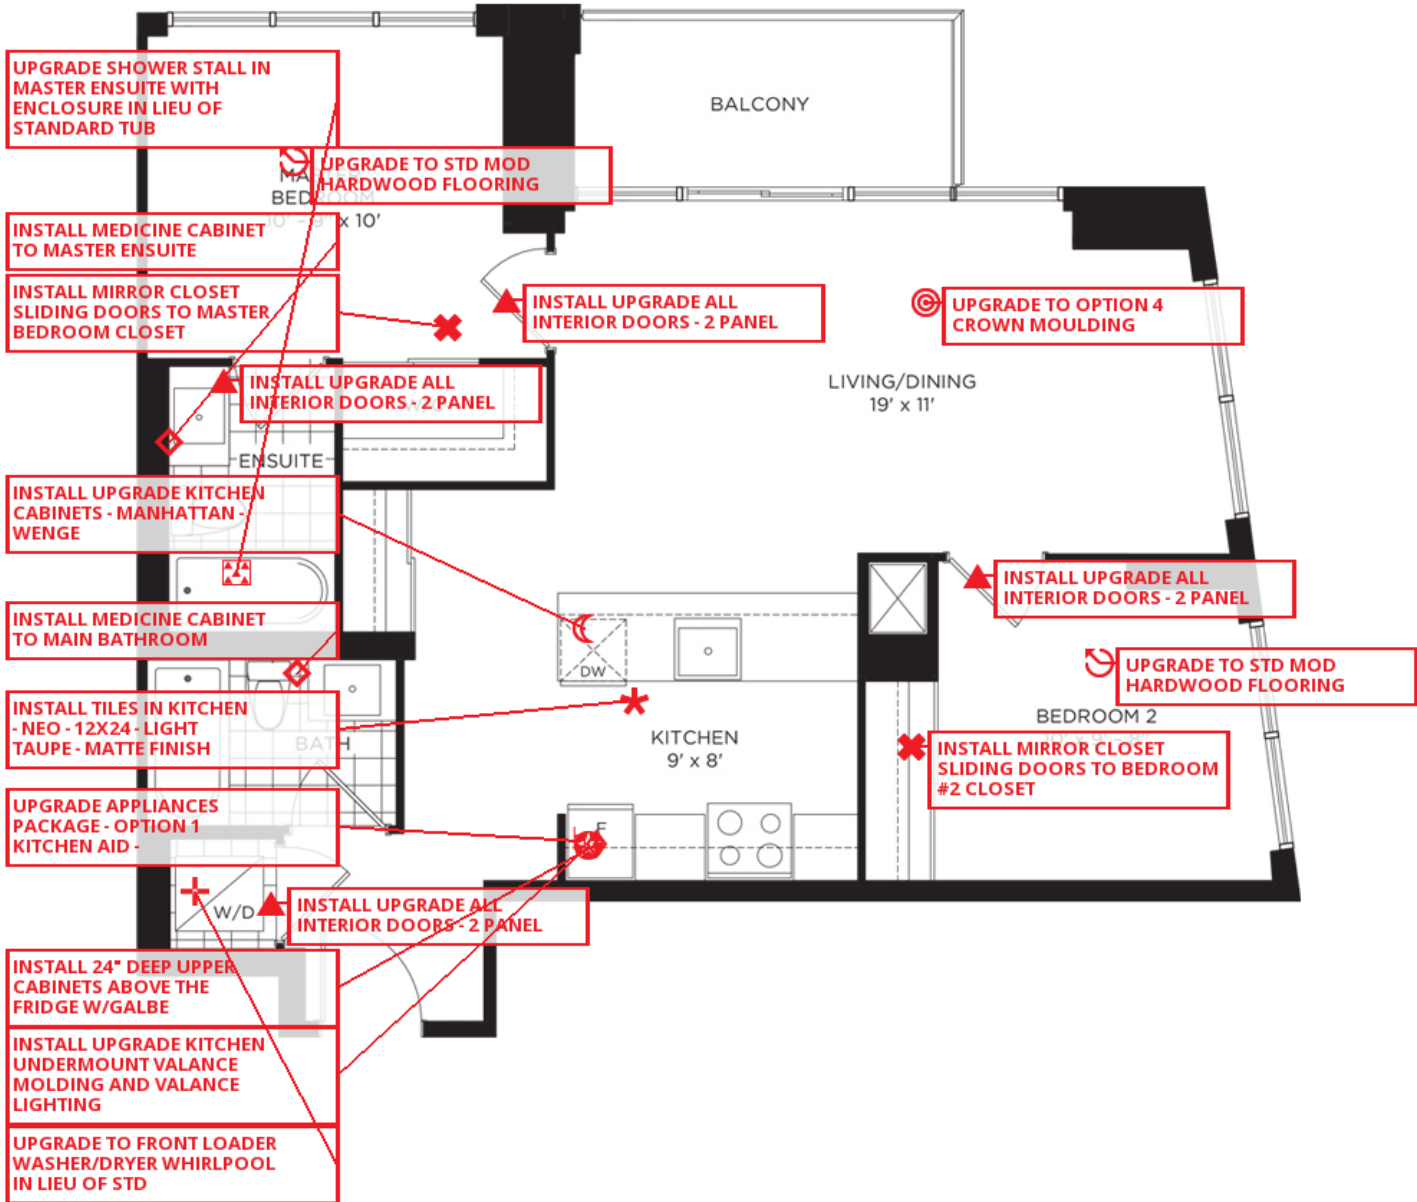 BALCONY
UPGRADE SHOWER STALL IN
MASTER ENSUITE WITH
ENCLOSURE IN LIEU OF
STANDARD TUB
UPGRADE TO STD MOD
HARDWOOD FLOORING
MASTER
BEDROOM
10' - 9" x 10'
INSTALL MEDICINE CABINET
TO MASTER ENSUITE
INSTALL MIRROR CLOSET
SLIDING DOORS TO MASTER
BEDROOM CLOSET
INSTALL UPGRADE ALL
INTERIOR DOORS - 2 PANEL
UPGRADE TO OPTION 4
CROWN MOULDING
LIVING/DINING
19' x 11'
INSTALL UPGRADE ALL
INTERIOR DOORS - 2 PANEL
ENSUITE
INSTALL UPGRADE KITCHEN
CABINETS - MANHATTAN -
WENGE
INSTALL UPGRADE ALL
INTERIOR DOORS - 2 PANEL
INSTALL MEDICINE CABINET
TO MAIN BATHROOM
DW
UPGRADE TO STD MOD
HARDWOOD FLOORING
INSTALL TILES IN KITCHEN
- NEO - 12X24 - LIGHT
TAUPE - MATTE FINISH
BATH
KITCHEN
9' x 8'
BEDROOM 2
INSTALL MIRROR CLOSET
SLIDING DOORS TO BEDROOM
#2 CLOSET
UPGRADE APPLIANCES
PACKAGE - OPTION 1
KITCHEN AID -
F
W/D
INSTALL UPGRADE ALL
INTERIOR DOORS - 2 PANEL
INSTALL 24" DEEP UPPER
CABINETS ABOVE THE
FRIDGE W/GALBE
INSTALL UPGRADE KITCHEN
UNDERMOUNT VALANCE
MOLDING AND VALANCE
LIGHTING
UPGRADE TO FRONT LOADER
WASHER/DRYER WHIRLPOOL
IN LIEU OF STD